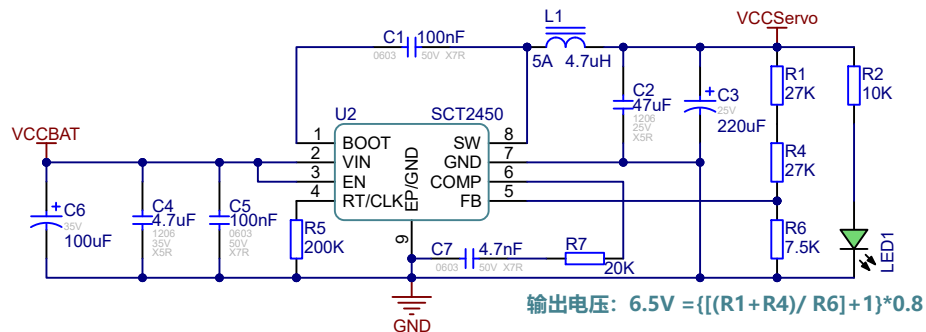 VCCServo
L1
C1 100nF
0603 50V X7R
5A 4.7uH
C2
47uF
1206
25V
X5R
C3
25V
220uF
R1
27K
R2
10K
U2 SCT2450
VCCBAT
1 BOOT SW 8
2 VIN GND 7
3 EN COMP 6
4 RT/CLK FB 5
EP/GND
9
R4
27K
C6
35V
100uF
C4
4.7uF
1206
35V
X5R
C5
100nF
0603
50V
X7R
R5
200K
C7 4.7nF
0603 50V X7R
R7
20K
R6
7.5K
LED1
GND
输出电压：6.5V ={[(R1+R4)/ R6]+1}*0.8